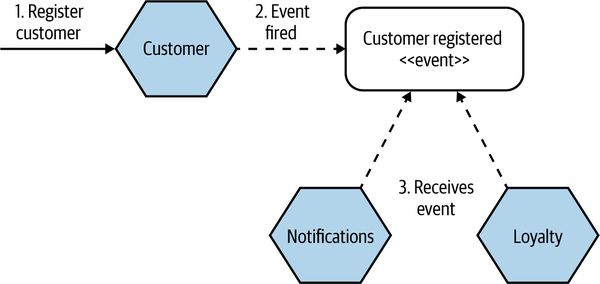 1. Register
customer
Customer
2. Event
fired
Customer registered
<<event>>
3. Receives
event
Notifications
Loyalty